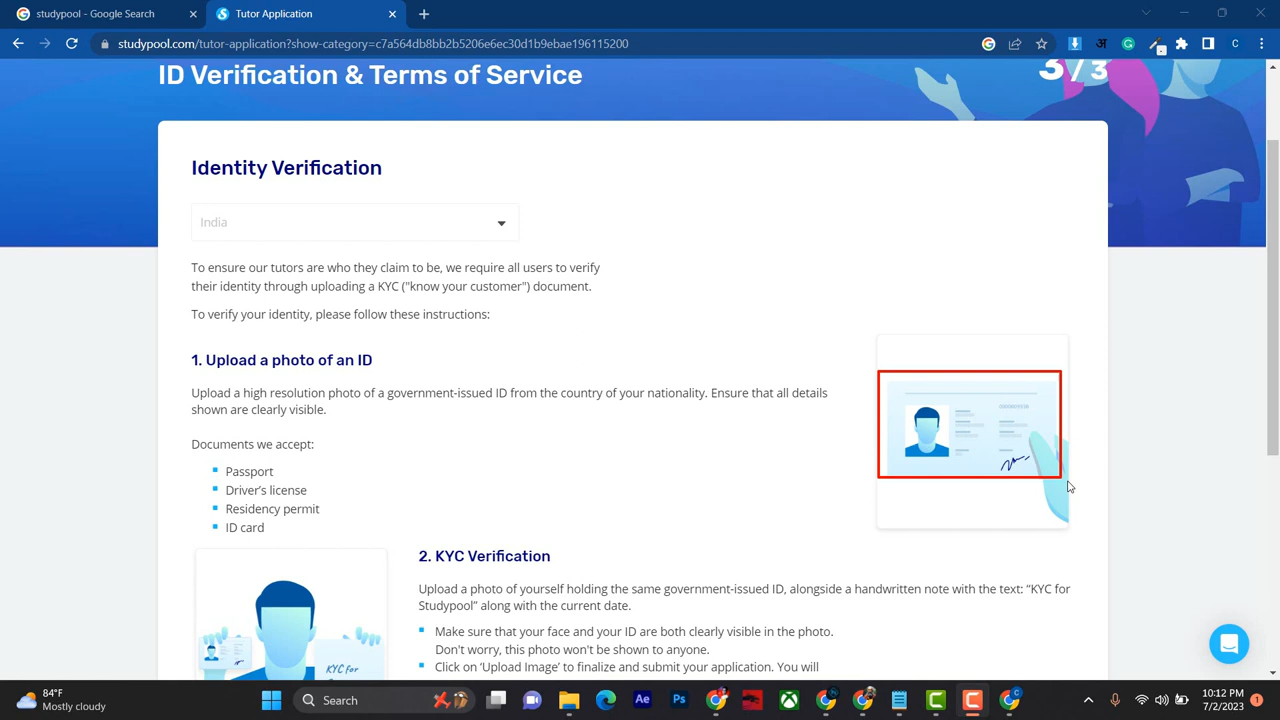 studypool - Google Search
Tutor Application
studypool.com/tutor-application?show-category=c7a564db8bb2b5206e6ec30d1b9ebae196115200
ID Verification & Terms of Service
3/3
Identity Verification
India
To ensure our tutors are who they claim to be, we require all users to verify
their identity through uploading a KYC ("know your customer") document.
To verify your identity, please follow these instructions:
1. Upload a photo of an ID
Upload a high resolution photo of a government-issued ID from the country of your nationality. Ensure that all details
shown are clearly visible.
Documents we accept:
Passport
Driver's license
Residency permit
ID card
2. KYC Verification
Upload a photo of yourself holding the same government-issued ID, alongside a handwritten note with the text: “KYC for
Studypool” along with the current date.
Make sure that your face and your ID are both clearly visible in the photo.
Don't worry, this photo won't be shown to anyone.
Click on ‘Upload Image’ to finalize and submit your application. You will
KYC for
84°F
Mostly cloudy
Search
Ae
Ps
10:12 PM
7/2/2023